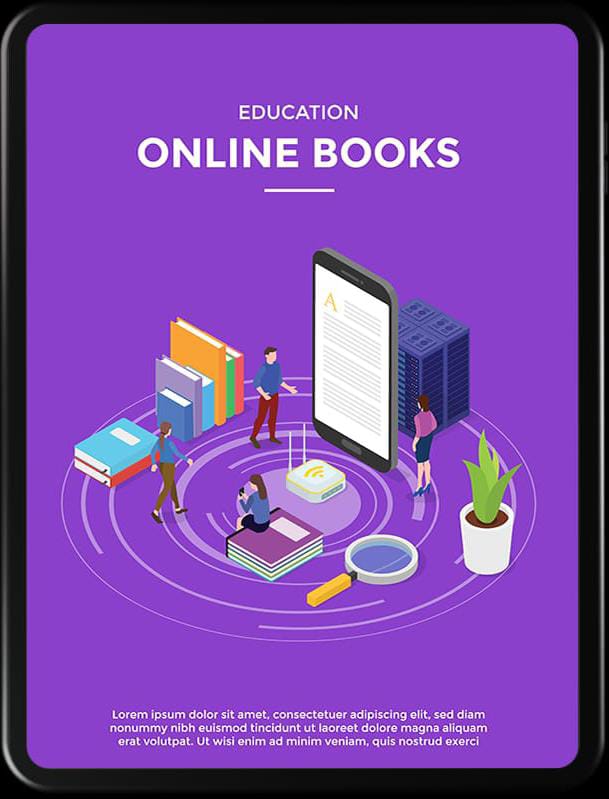 EDUCATION
ONLINE BOOKS
A
Lorem ipsum dolor sit amet, consectetuer adipiscing elit, sed diam
nonummy nibh euismod tincidunt ut laoreet dolore magna aliquam
erat volutpat. Ut wisi enim ad minim veniam, quis nostrud exerci